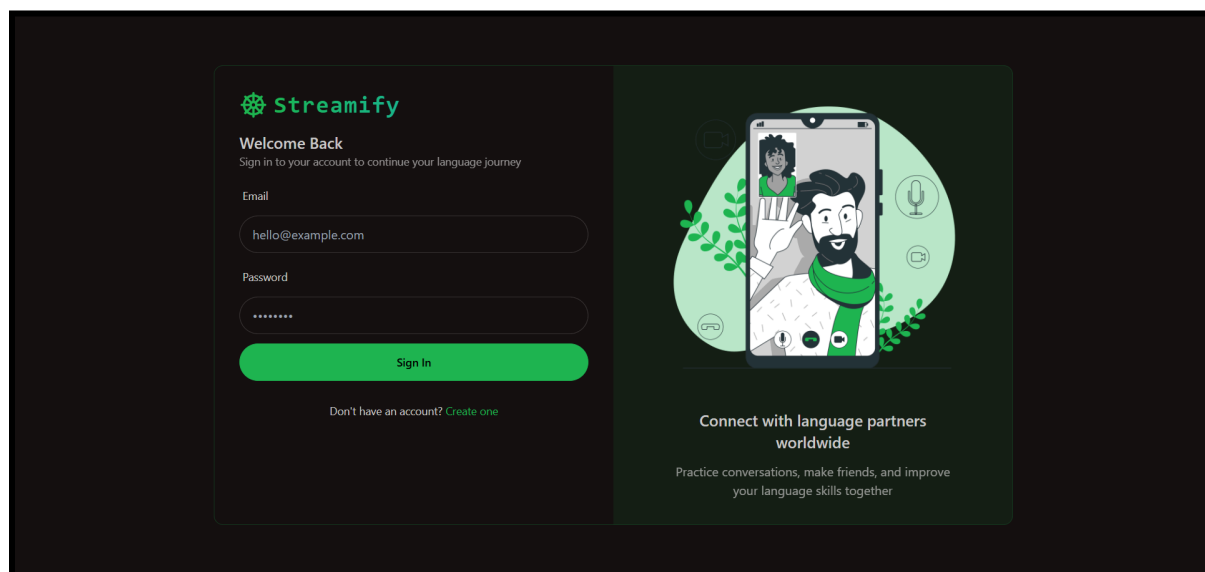 Streamify
Welcome Back
Sign in to your account to continue your language journey
Email
hello@example.com
Password
••••••••
Sign In
Don't have an account? Create one
Connect with language partners
worldwide
Practice conversations, make friends, and improve
your language skills together